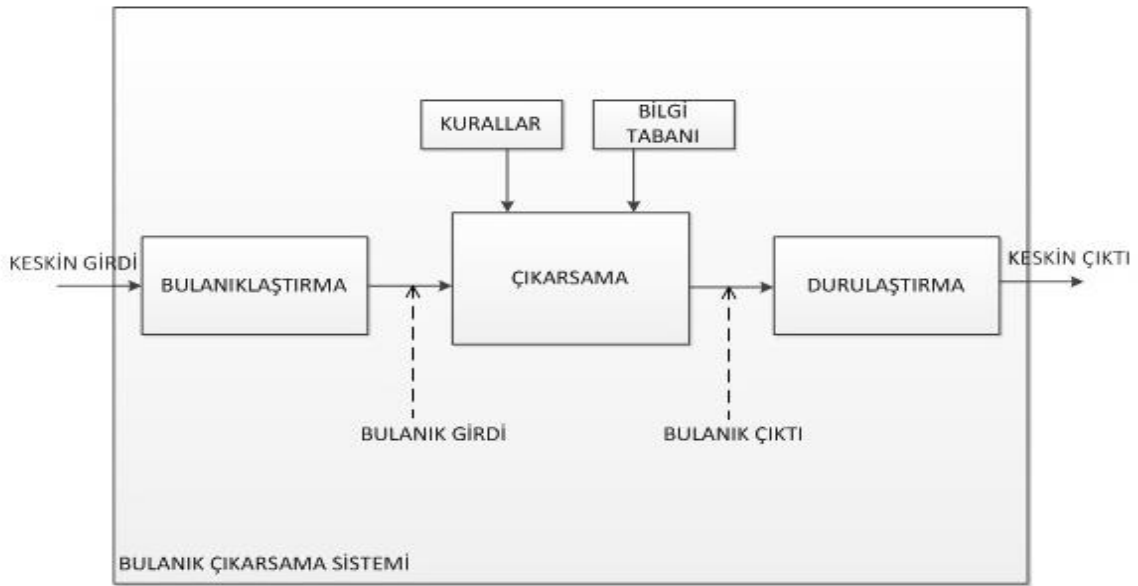 KURALLAR
BİLGİ
TABANI
KESKİN GİRDİ
BULANIKLAŞTIRMA
ÇIKARSAMA
DURULAŞTIRMA
KESKİN ÇIKTI
BULANIK GİRDİ
BULANIK ÇIKTI
BULANIK ÇIKARSAMA SİSTEMİ